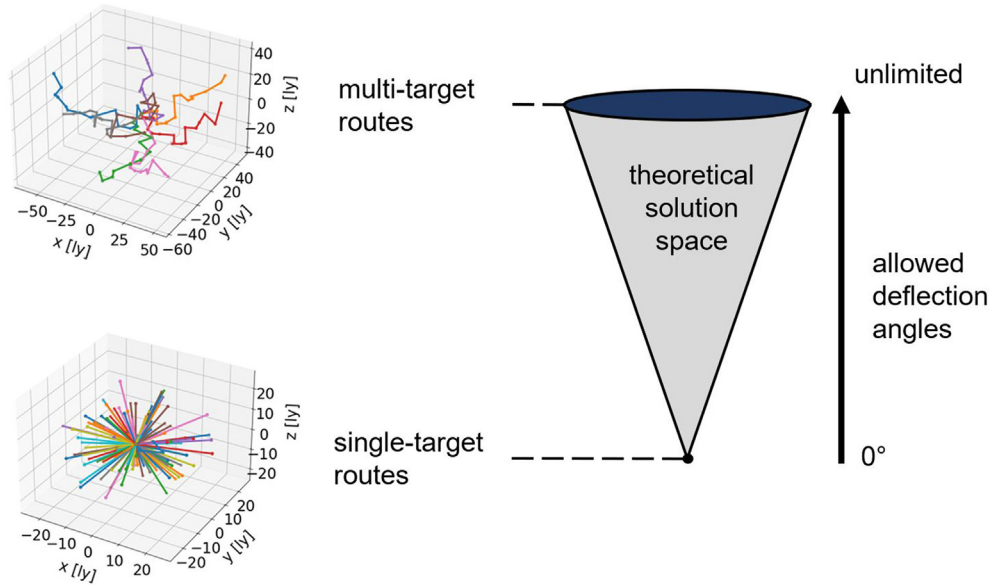 40
20
0
−20
−40
z [ly]
40
20
0
−20
−40
−60
y [ly]
−50
−25
0
25
50
x [ly]
multi-target
routes
theoretical
solution
space
unlimited
allowed
deflection
angles
0°
single-target
routes
20
10
0
−10
−20
z [ly]
20
10
0
−10
−20
y [ly]
−20
−10
0
10
20
x [ly]